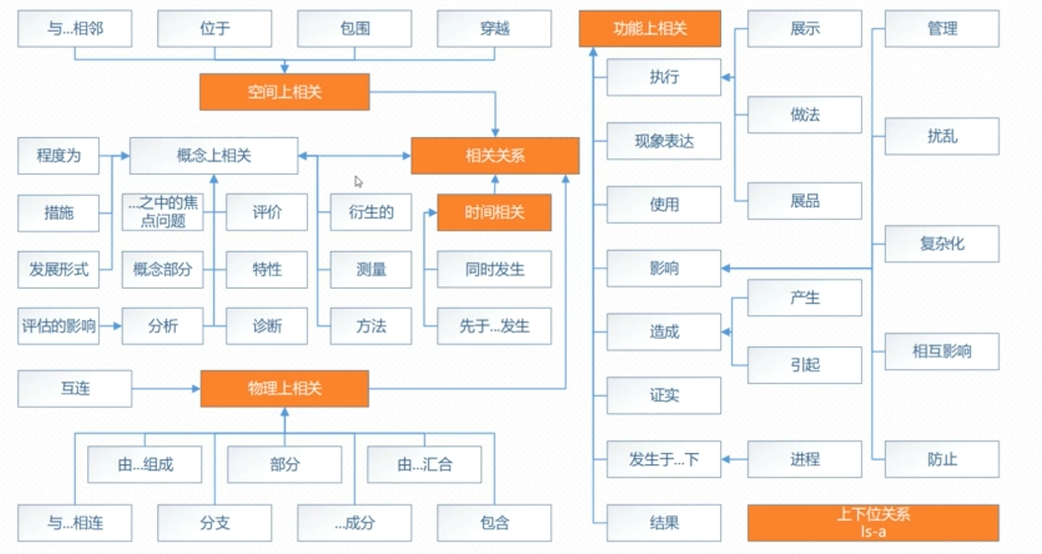 与...相邻
位于
包围
穿越
功能上相关
展示
管理
空间上相关
执行
做法
扰乱
程度为
概念上相关
相关关系
现象表达
措施
...之中的焦
点问题
评价
衍生的
时间相关
使用
展品
发展形式
概念部分
特性
测量
同时发生
影响
复杂化
产生
评估的影响
分析
诊断
方法
先于...发生
造成
引起
相互影响
互连
物理上相关
证实
由...组成
部分
由...汇合
发生于...下
进程
防止
与...相连
分支
...成分
包含
结果
上下位关系
Is-a